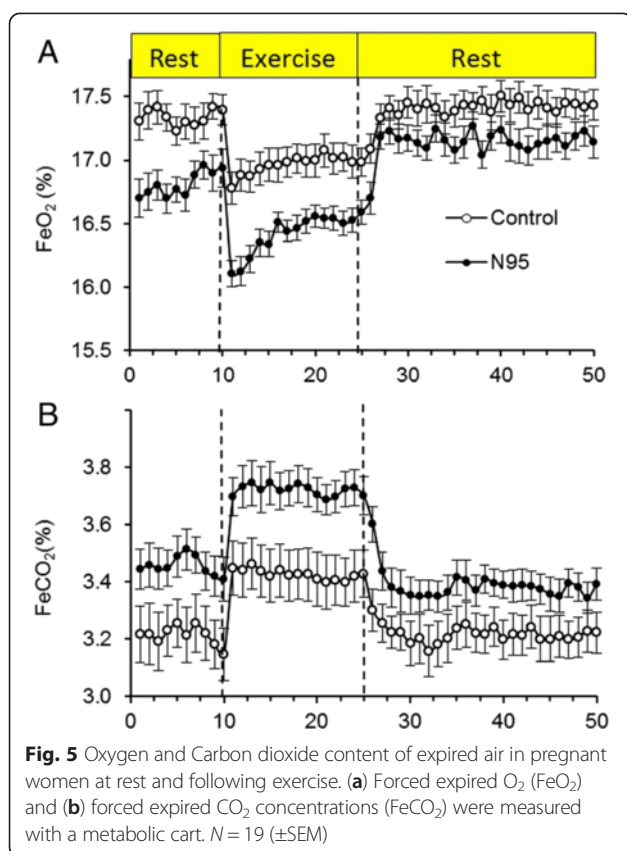 A
Rest Exercise Rest
17.5
17.0
16.5
16.0
15.5
FeO₂ (%)
Control
N95
0 10 20 30 40 50
B
3.8
3.6
3.4
3.2
3.0
FeCO₂(%)
0 10 20 30 40 50
Fig. 5 Oxygen and Carbon dioxide content of expired air in pregnant
women at rest and following exercise. (a) Forced expired O₂ (FeO₂)
and (b) forced expired CO₂ concentrations (FeCO₂) were measured
with a metabolic cart. N = 19 (±SEM)